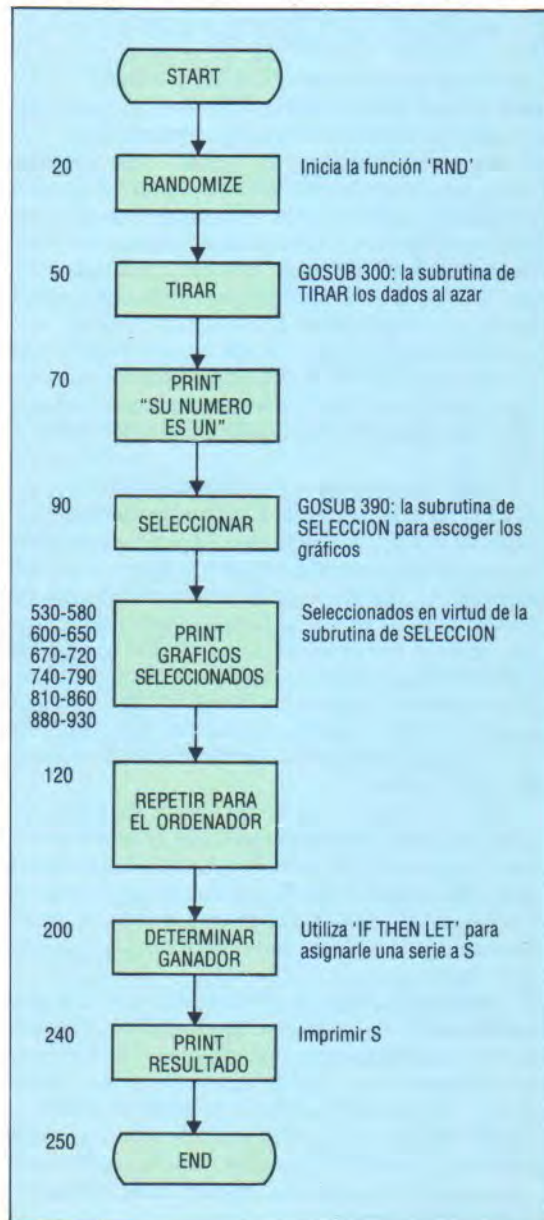 START
20
RANDOMIZE
Inicia la función 'RND'
50
TIRAR
GOSUB 300: la subrutina de
TIRAR los dados al azar
70
PRINT
"SU NUMERO
ES UN"
90
SELECCIONAR
GOSUB 390: la subrutina de
SELECCION para escoger los
gráficos
530-580
600-650
670-720
740-790
810-860
880-930
PRINT
GRAFICOS
SELECCIONADOS
Seleccionados en virtud de la
subrutina de SELECCION
120
REPETIR PARA
EL ORDENADOR
200
DETERMINAR
GANADOR
Utiliza 'IF THEN LET' para
asignarle una serie a S
240
PRINT
RESULTADO
Imprimir S
250
END